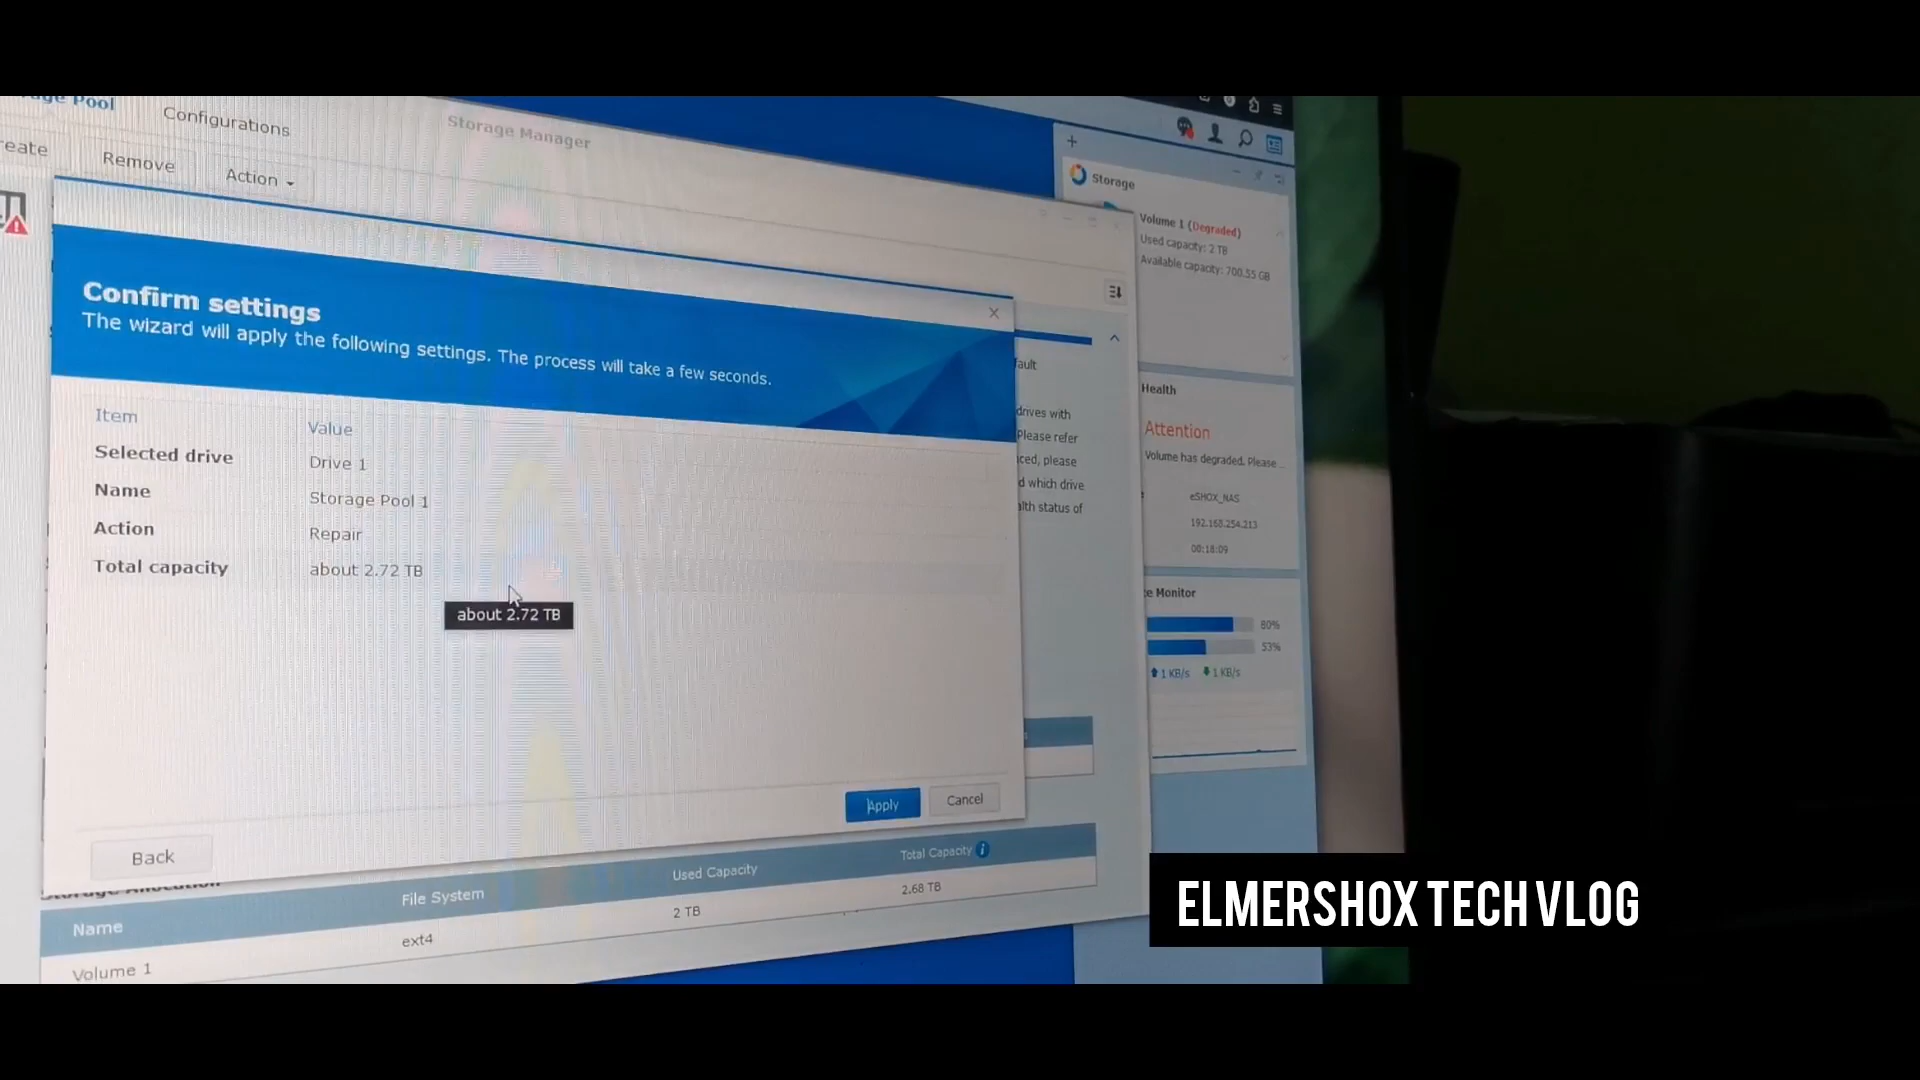 Pool
Configurations
Storage Manager
Remove
Action
Confirm settings
The wizard will apply the following settings. The process will take a few seconds.
Item
Value
Selected drive
Drive 1
Name
Storage Pool 1
Action
Repair
Total capacity
about 2.72 TB
about 2.72 TB
Apply
Cancel
Back
Name
File System
Used Capacity
Total Capacity
Volume 1
ext4
2 TB
2.68 TB
drives with
Please refer
please
d which drive
status of
Storage
Volume 1 (Degraded)
Used capacity: 2 TB
Available capacity: 700.55 GB
Health
Attention
Volume has degraded. Please ...
eSHOX_NAS
192.168.254.213
00:18:09
Monitor
80%
53%
1 KB/s
1 KB/s
ELMERSHOX TECH VLOG